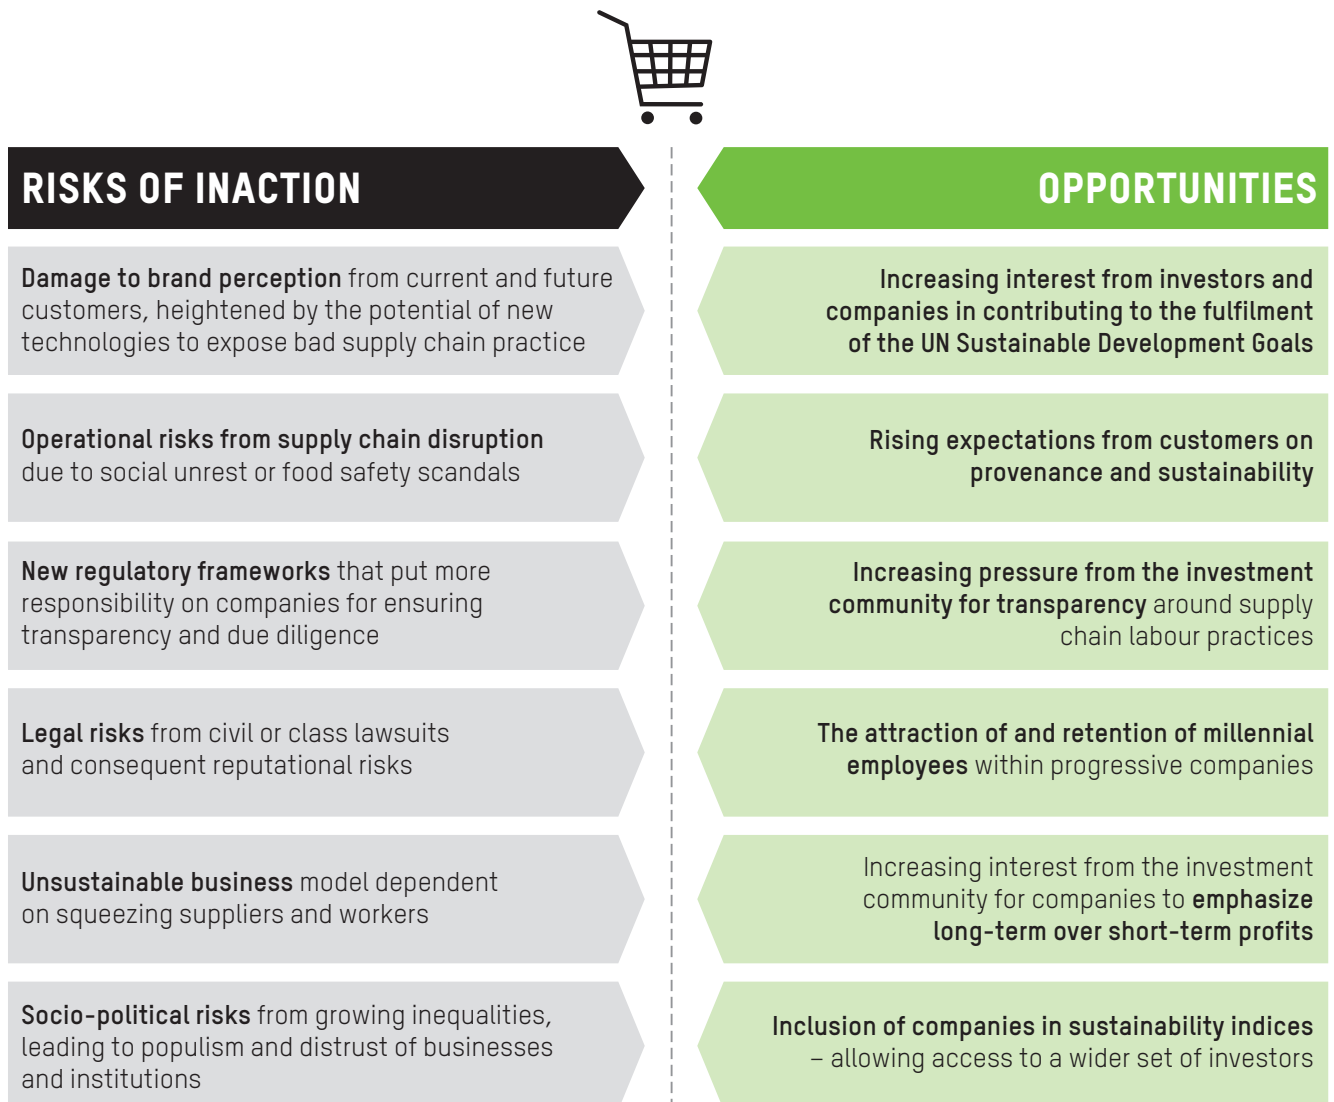 RISKS OF INACTION
Damage to brand perception from current and future
customers, heightened by the potential of new
technologies to expose bad supply chain practice
Operational risks from supply chain disruption
due to social unrest or food safety scandals
New regulatory frameworks that put more
responsibility on companies for ensuring
transparency and due diligence
Legal risks from civil or class lawsuits
and consequent reputational risks
Unsustainable business model dependent
on squeezing suppliers and workers
Socio-political risks from growing inequalities,
leading to populism and distrust of businesses
and institutions
OPPORTUNITIES
Increasing interest from investors and
companies in contributing to the fulfilment
of the UN Sustainable Development Goals
Rising expectations from customers on
provenance and sustainability
Increasing pressure from the investment
community for transparency around supply
chain labour practices
The attraction of and retention of millennial
employees within progressive companies
Increasing interest from the investment
community for companies to emphasize
long-term over short-term profits
Inclusion of companies in sustainability indices
– allowing access to a wider set of investors